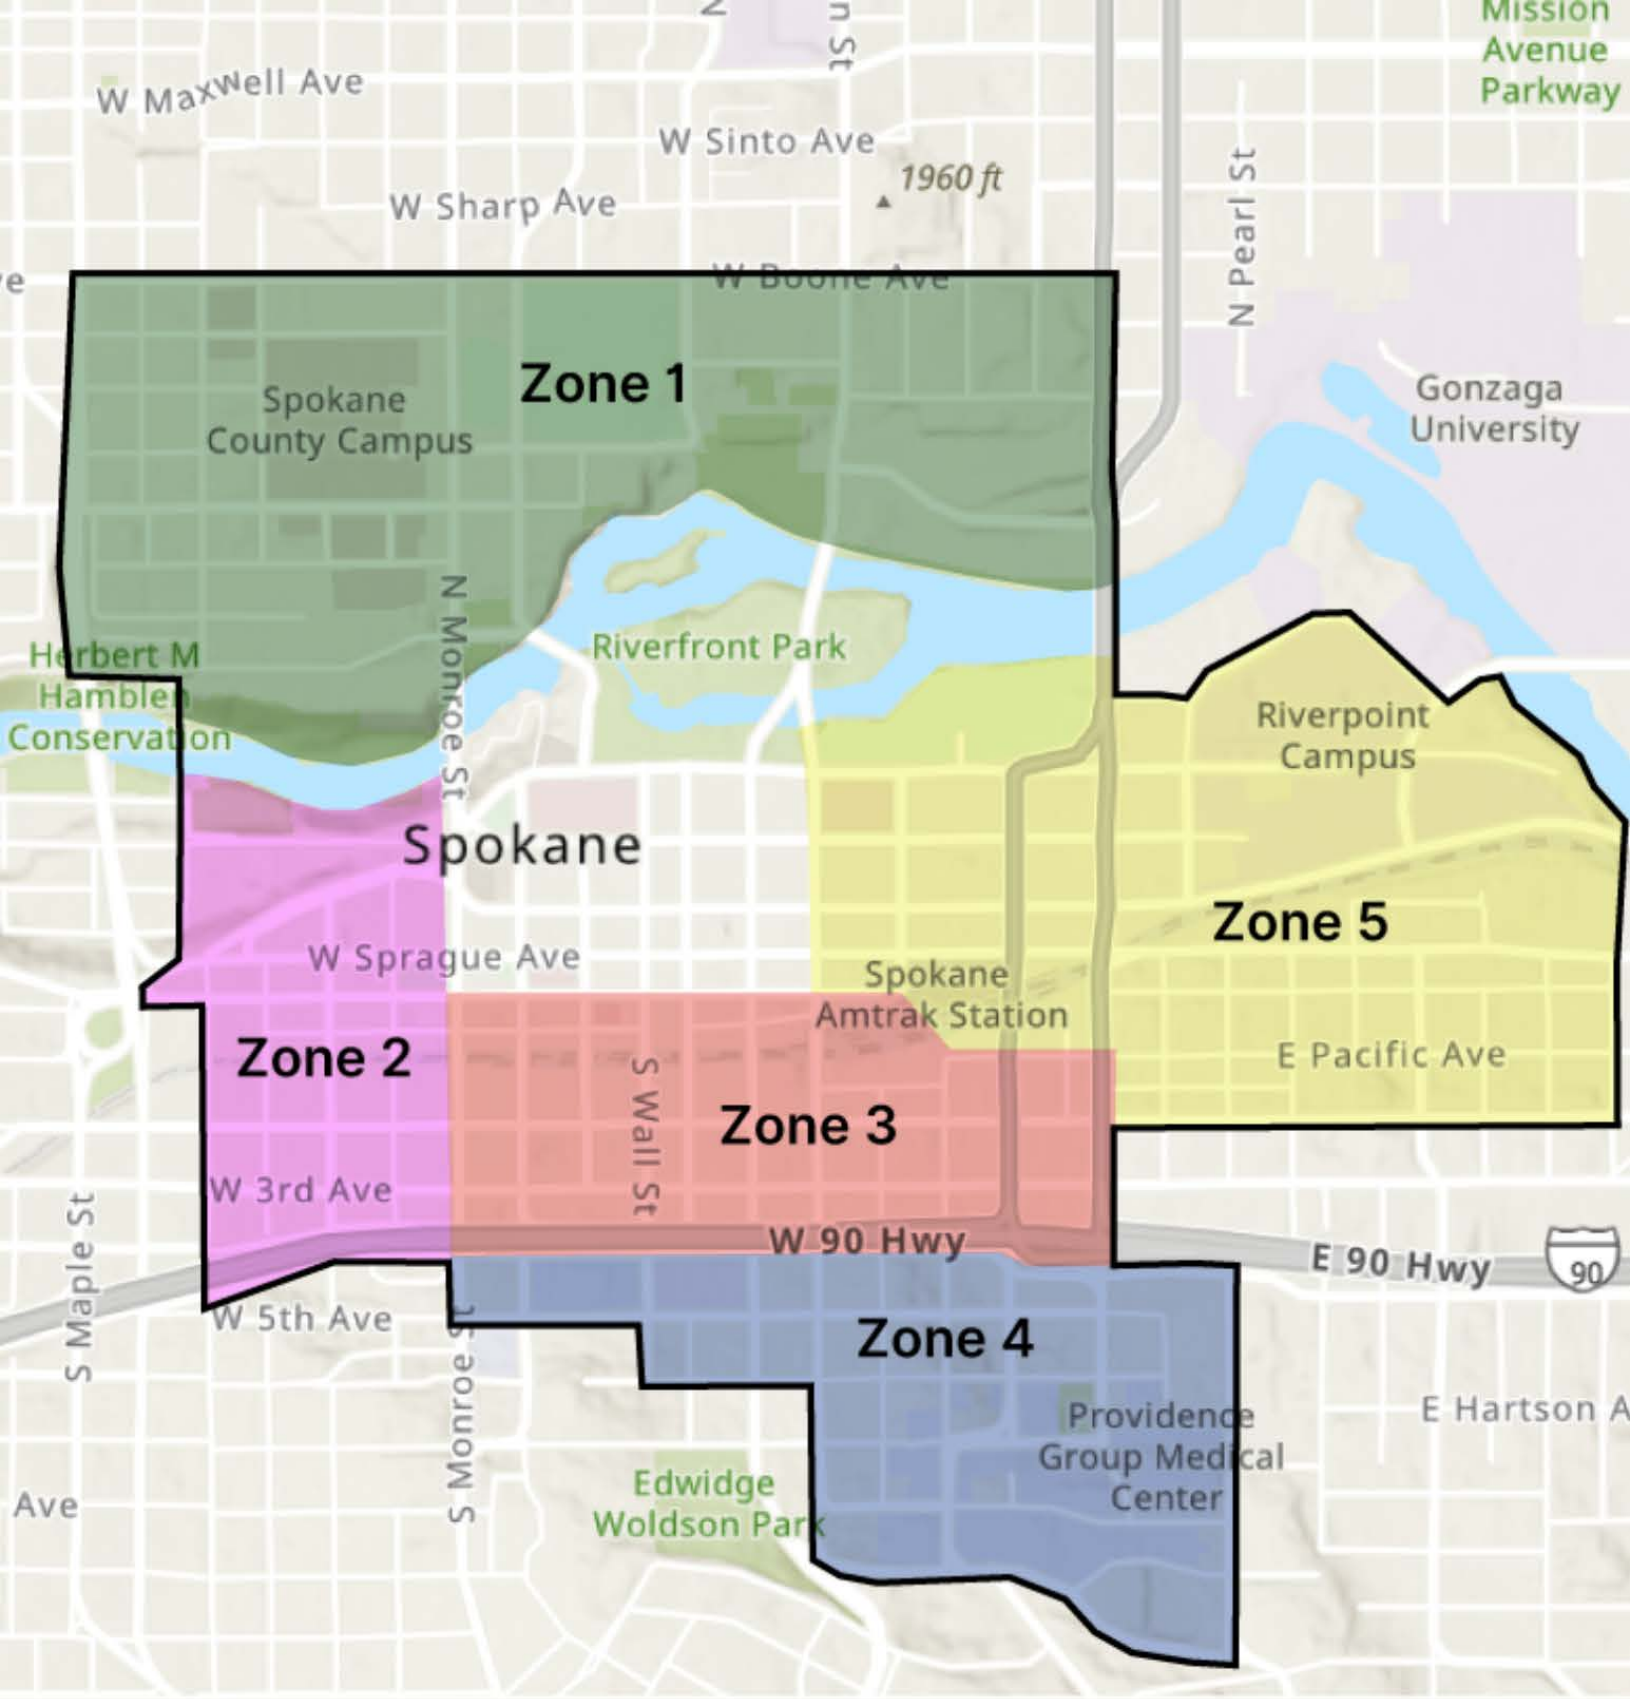 Mission
Avenue
Parkway
N
n St
W Maxwell Ave
W Sinto Ave
1960 ft
W Sharp Ave
N Pearl St
ve
W Boone Ave
Zone 1
Spokane
County Campus
Gonzaga
University
N Monroe St
Herbert M
Hamblen
Conservation
Riverfront Park
Riverpoint
Campus
Spokane
Zone 5
W Sprague Ave
Spokane
Amtrak Station
Zone 2
E Pacific Ave
S Wall St
Zone 3
W 3rd Ave
S Maple St
W 90 Hwy
E 90 Hwy
90
W 5th Ave
S Monroe St
Zone 4
E Hartson A
Providence
Group Medical
Center
Edwidge
Woldson Park
Ave